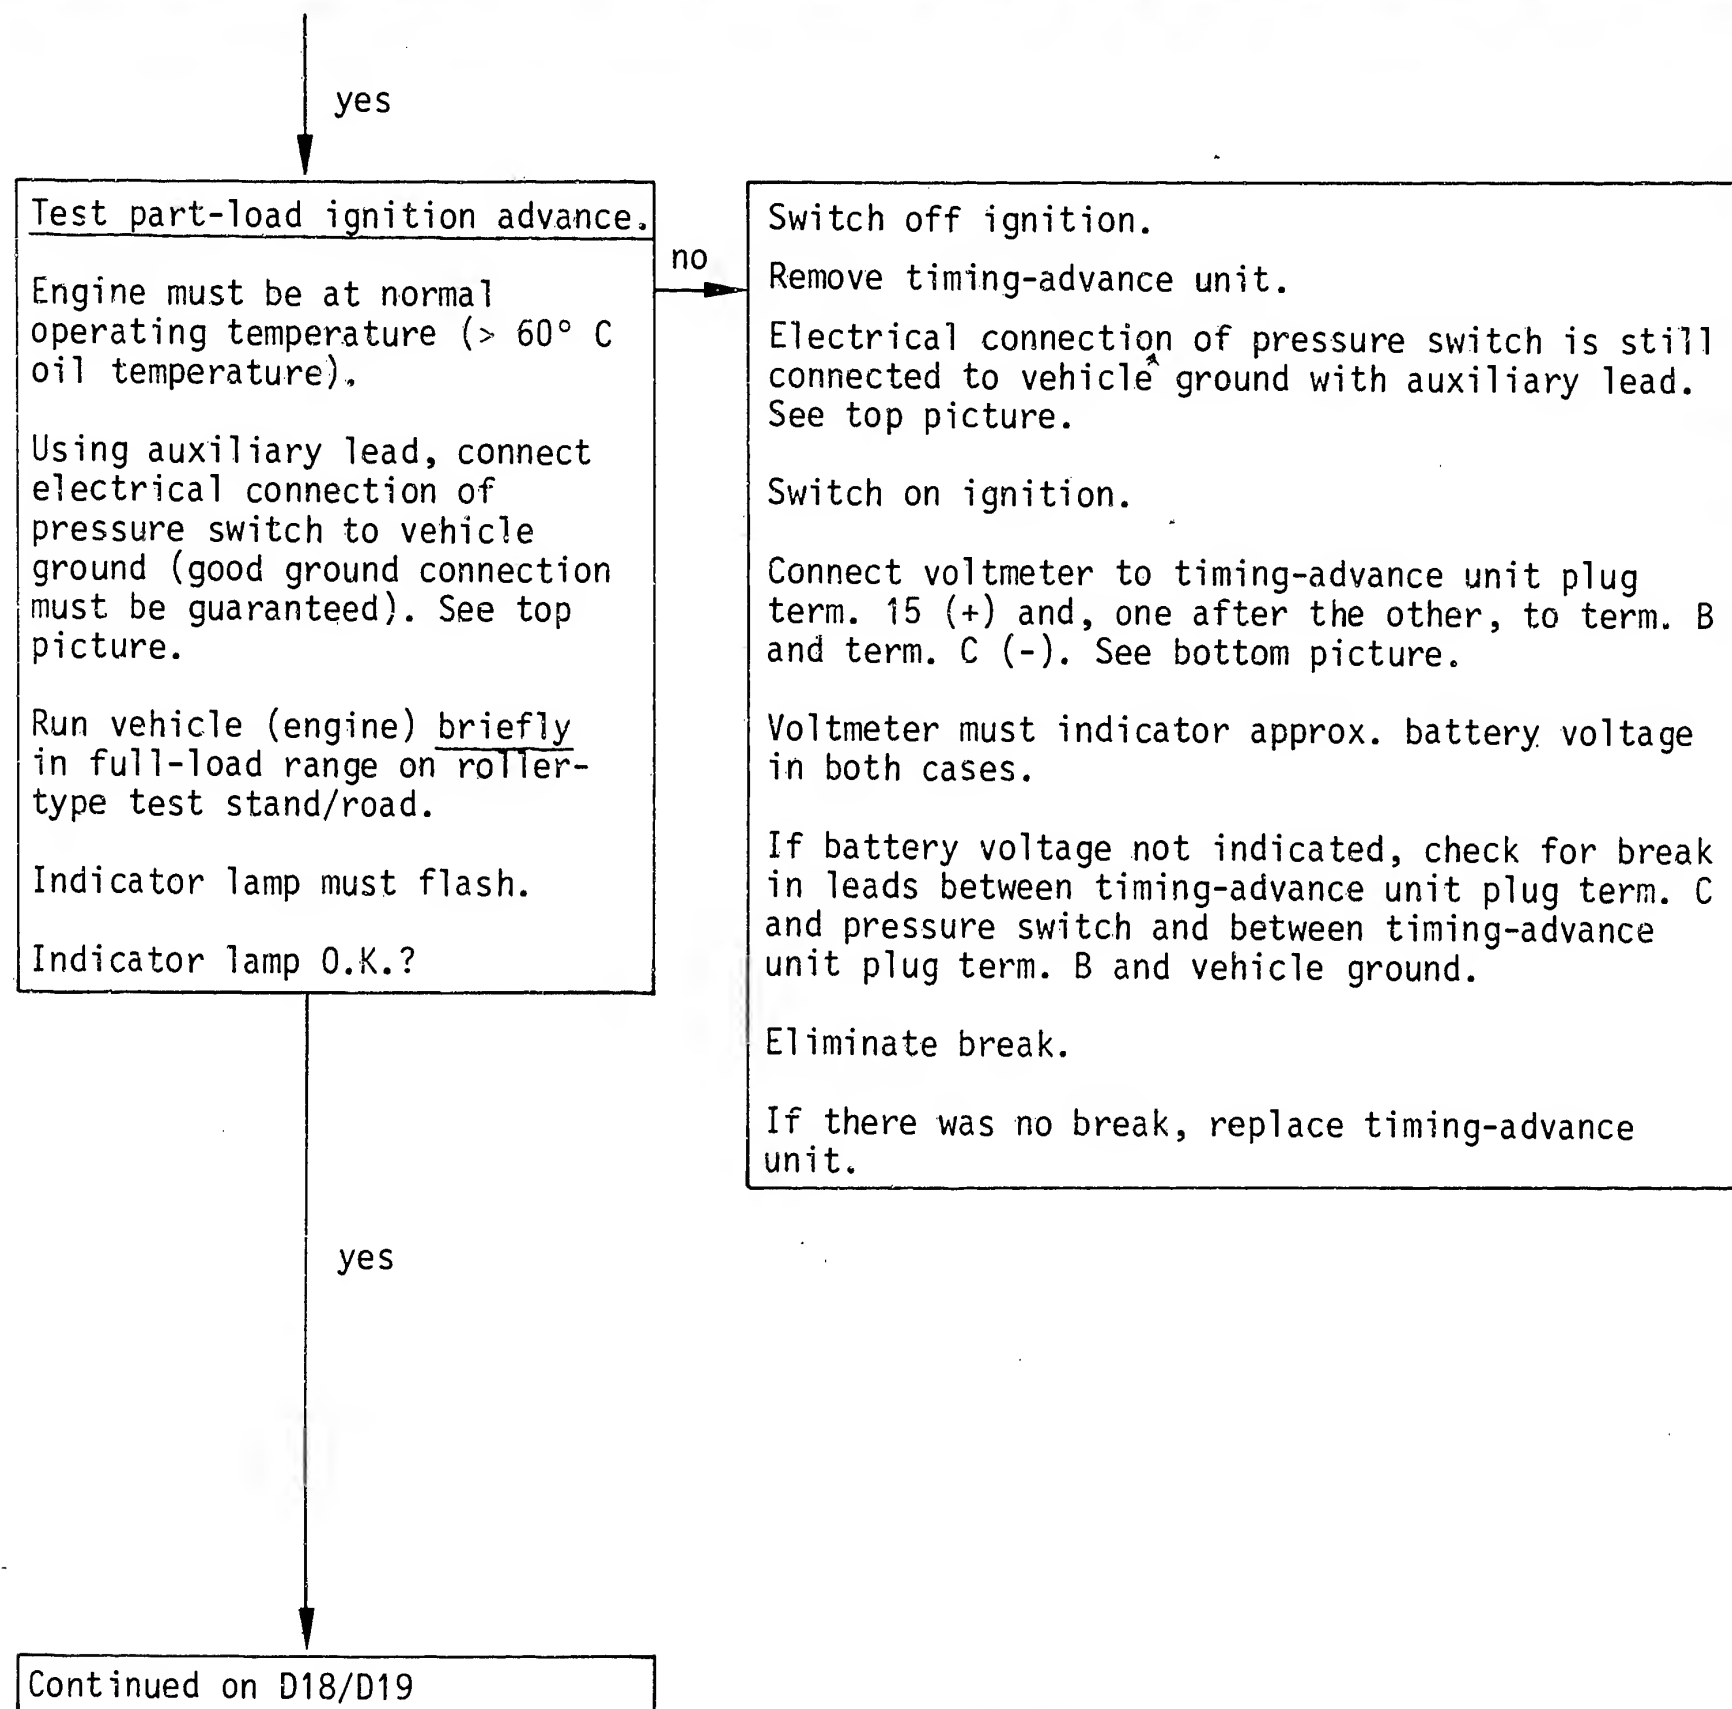 yes
Test part-load ignition advance.
Engine must be at normal
operating temperature (> 60° C
oil temperature).
Using auxiliary lead, connect
electrical connection of
pressure switch to vehicle
ground (good ground connection
must be guaranteed). See top
picture.
Run vehicle (engine) briefly
in full-load range on roller-
type test stand/road.
Indicator lamp must flash.
Indicator lamp O.K.?
no
Switch off ignition.
Remove timing-advance unit.
Electrical connection of pressure switch is still
connected to vehicle ground with auxiliary lead.
See top picture.
Switch on ignition.
Connect voltmeter to timing-advance unit plug
term. 15 (+) and, one after the other, to term. B
and term. C (-). See bottom picture.
Voltmeter must indicator approx. battery voltage
in both cases.
If battery voltage not indicated, check for break
in leads between timing-advance unit plug term. C
and pressure switch and between timing-advance
unit plug term. B and vehicle ground.
Eliminate break.
If there was no break, replace timing-advance
unit.
yes
Continued on D18/D19